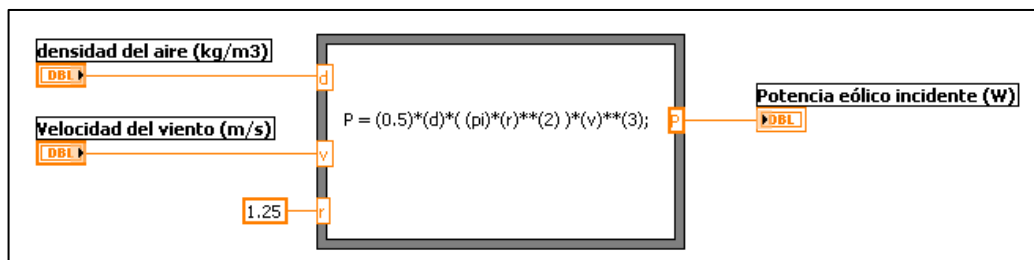 densidad del aire (kg/m3)
DBL
d
Velocidad del viento (m/s)
DBL
v
1.25
r
P = (0.5)*(d)*( (pi)*(r)**(2) )*(v)**(3);
P
Potencia eólico incidente (W)
DBL